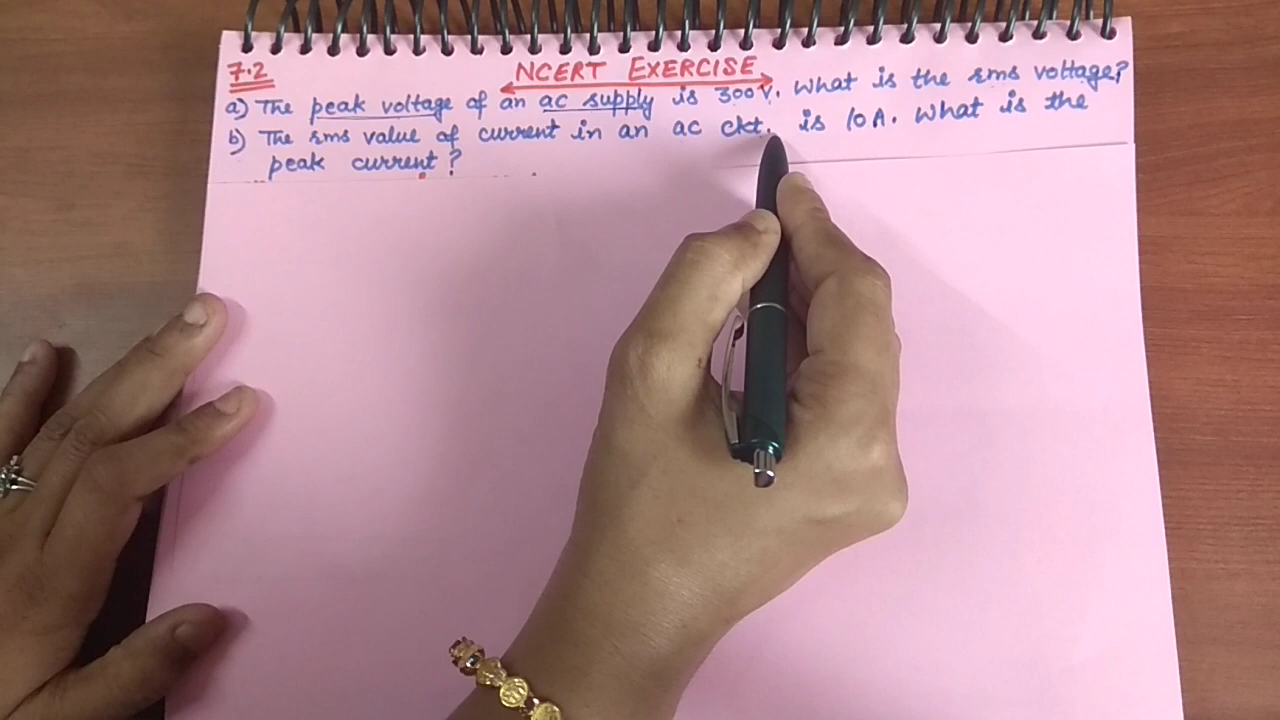 7.2 NCERT EXERCISE
a) The peak voltage of an ac supply is 300V. What is the rms voltage?
b) The rms value of current in an ac ckt. is 10A. What is the
peak current?